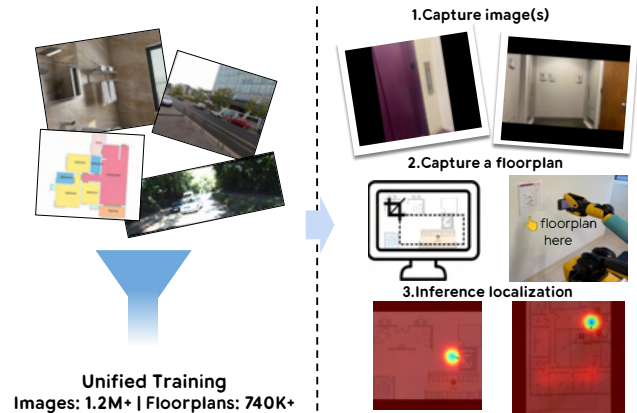 1.Capture image(s)
2.Capture a floorplan
floorplan
here
3.Inference localization
Unified Training
Images: 1.2M+ | Floorplans: 740K+